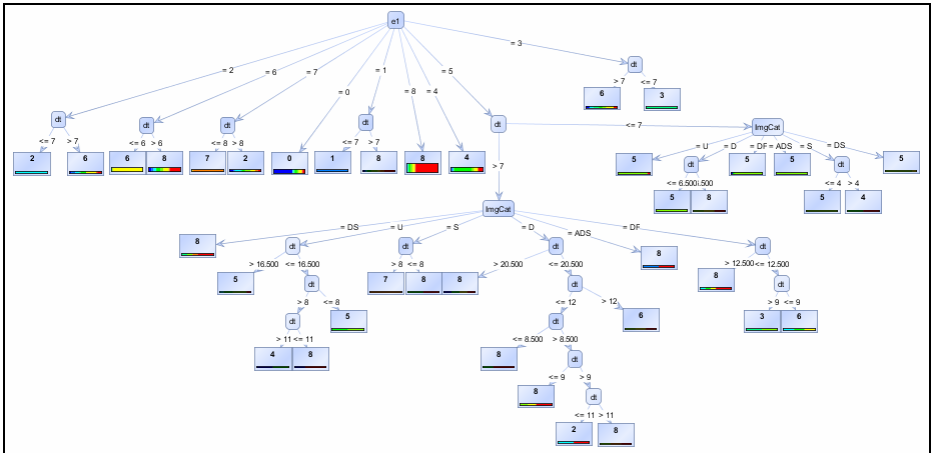 e1
= 3
= 2
= 6
= 7
= 0
= 1
= 8
= 4
= 5
dt
> 7
<= 7
6
3
dt
dt
dt
dt
dt
<= 7
ImgCat
<= 7
> 7
<= 6
> 6
<= 8
> 8
<= 7
> 7
2
6
6
8
7
2
0
1
8
8
4
> 7
= U
= D
= DF
= ADS
= S
= DS
5
dt
5
5
dt
5
<= 6.500
<= 4
> 4
5
8
5
4
ImgCat
= DS
= U
= S
= D
= ADS
= DF
8
dt
dt
dt
8
dt
> 16.500
<= 16.500
> 8
<= 8
> 20.500
<= 20.500
> 12.500
<= 12.500
5
dt
7
8
8
dt
8
dt
> 8
<= 8
<= 12
> 12
> 9
<= 9
dt
5
dt
6
3
6
> 11
<= 11
<= 8.500
> 8.500
4
8
8
dt
<= 9
> 9
8
dt
<= 11
> 11
2
8